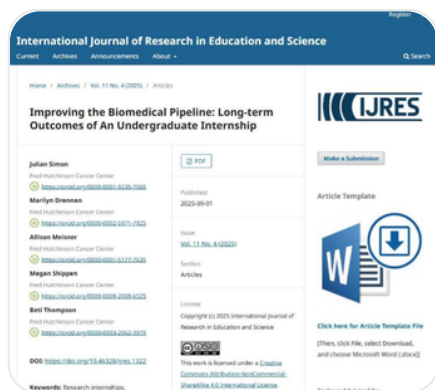 Register
International Journal of Research in Education and Science
Current Archives Announcements About
Search
Home / Archives / Vol. 11 No. 4 (2025) / Articles
Improving the Biomedical Pipeline: Long-term
Outcomes of An Undergraduate Internship
Julian Simon
Fred Hutchinson Cancer Center
Marilyn Drennan
Fred Hutchinson Cancer Center
Allison Meisner
Fred Hutchinson Cancer Center
Megan Shippen
Fred Hutchinson Cancer Center
Beti Thompson
Fred Hutchinson Cancer Center
DOI: https://doi.org/10.46328/ijres.1322
Keywords: Research internships,
PDF
Published
2025-09-01
Issue
Vol. 11 No. 4 (2025)
Section
Articles
License
Copyright (c) 2025 International Journal of
Research in Education and Science
This work is licensed under a Creative
Commons Attribution-NonCommercial-
ShareAlike 4.0 International License.
IJRES
Make a Submission
Article Template
W
Click here for Article Template File
[Then, click File, select Download,
and choose Microsoft Word (.docx)]